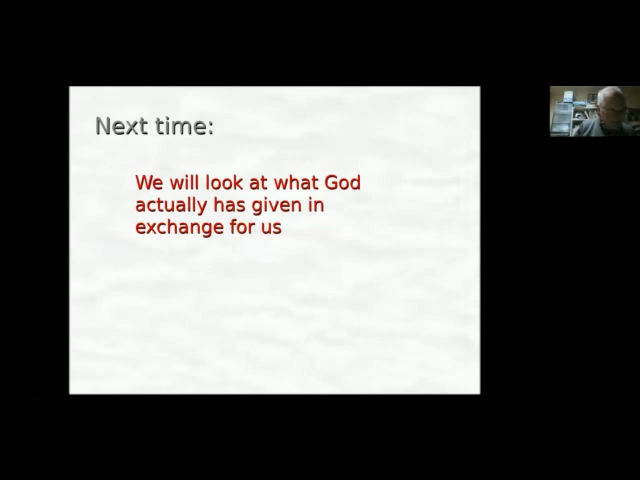 Next time:
We will look at what God
actually has given in
exchange for us